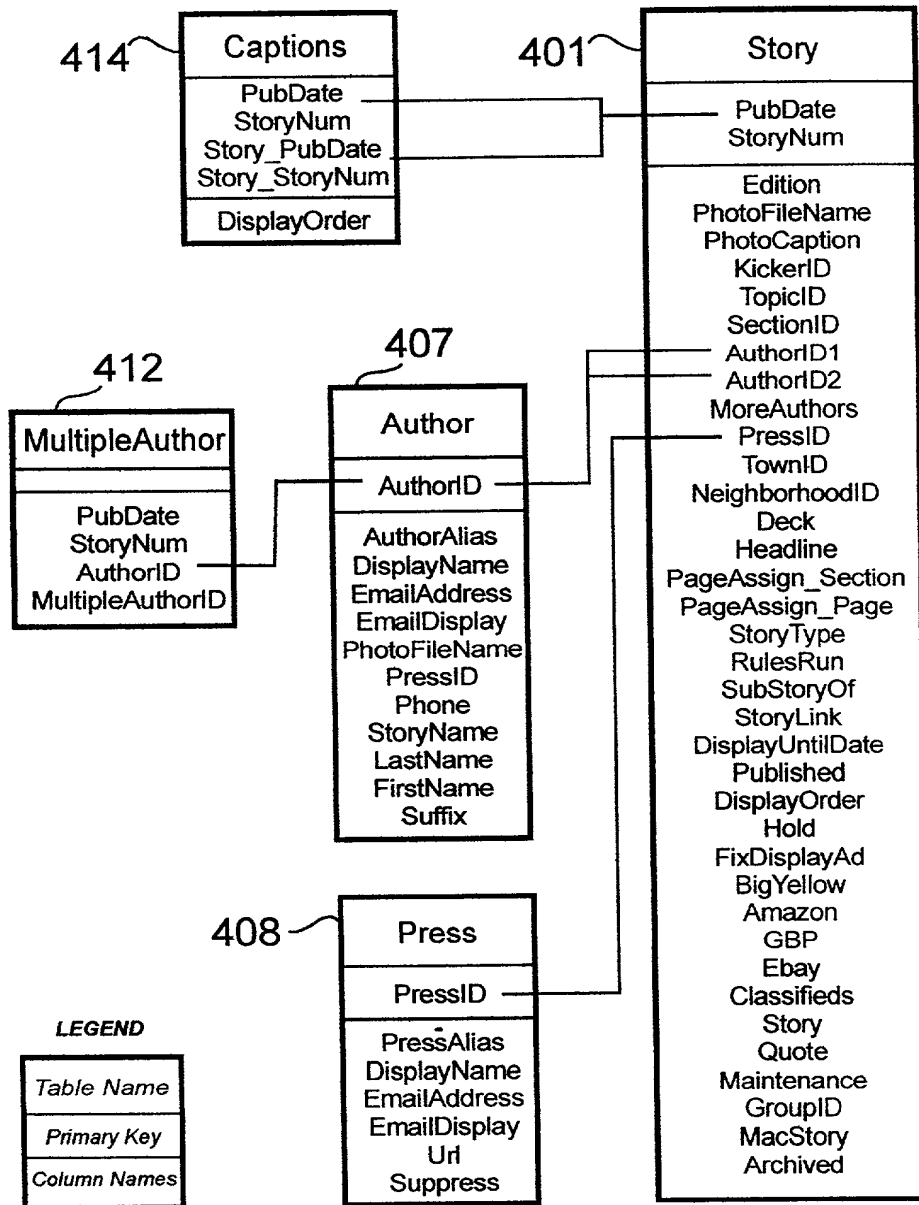 414
Captions
PubDate
StoryNum
Story_PubDate
Story_StoryNum
DisplayOrder
401
Story
PubDate
StoryNum
Edition
PhotoFileName
PhotoCaption
KickerID
TopicID
SectionID
AuthorID1
AuthorID2
MoreAuthors
PressID
TownID
NeighborhoodID
Deck
Headline
PageAssign_Section
PageAssign_Page
StoryType
RulesRun
SubStoryOf
StoryLink
DisplayUntilDate
Published
DisplayOrder
Hold
FixDisplayAd
BigYellow
Amazon
GBP
Ebay
Classifieds
Story
Quote
Maintenance
GroupID
MacStory
Archived
412
MultipleAuthor
PubDate
StoryNum
AuthorID
MultipleAuthorID
407
Author
AuthorID
AuthorAlias
DisplayName
EmailAddress
EmailDisplay
PhotoFileName
PressID
Phone
StoryName
LastName
FirstName
Suffix
408
Press
PressID
PressAlias
DisplayName
EmailAddress
EmailDisplay
Url
Suppress
LEGEND
Table Name
Primary Key
Column Names